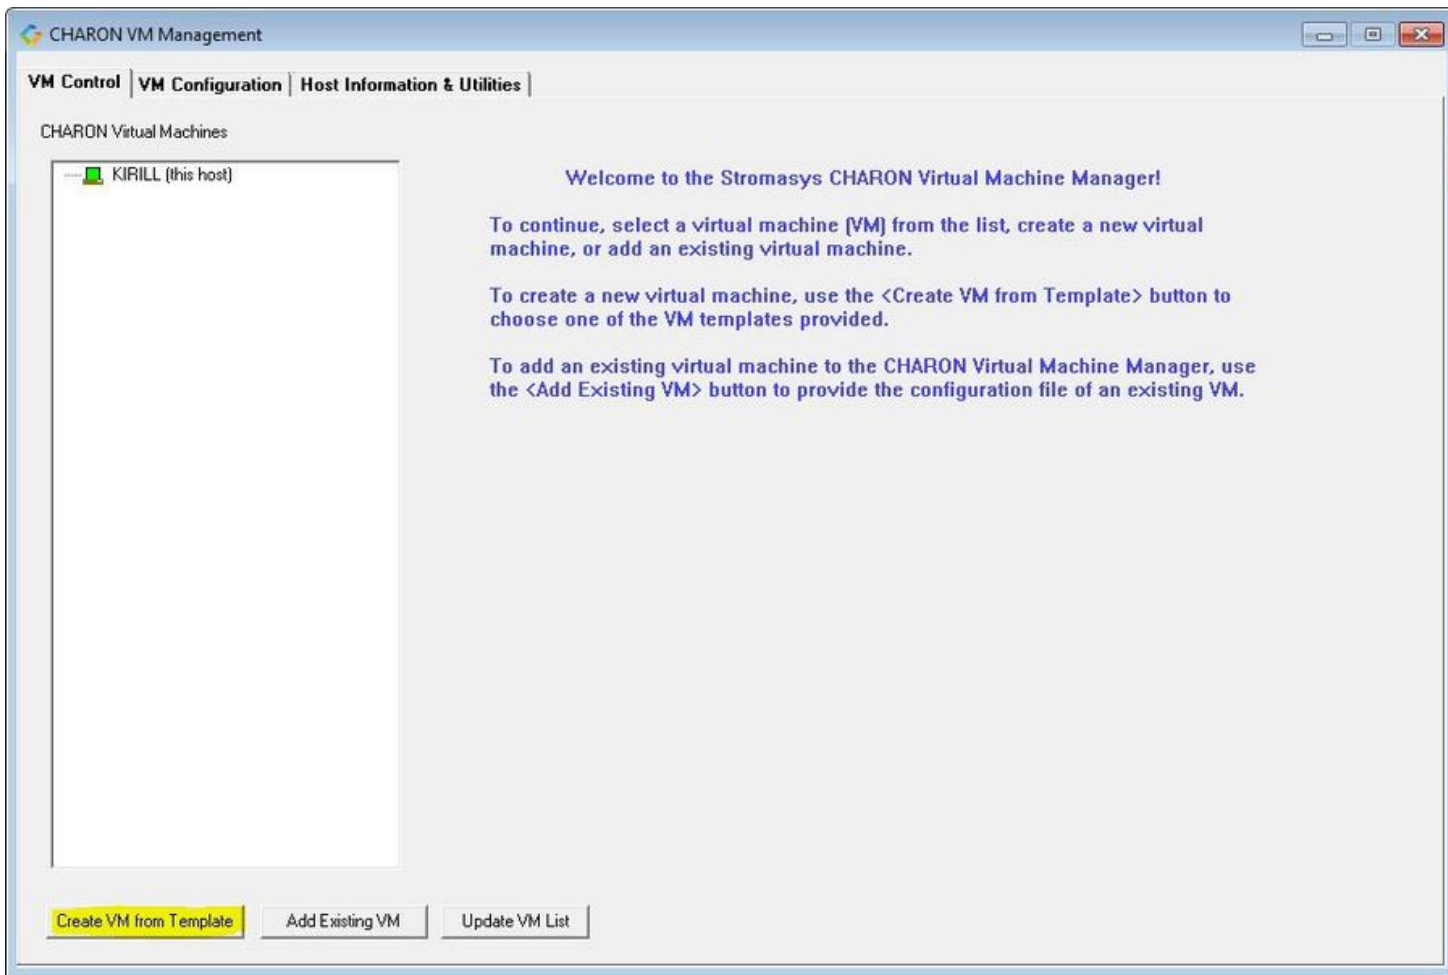 CHARON VM Management
VM Control VM Configuration Host Information & Utilities
CHARON Virtual Machines
KIRILL (this host)
Welcome to the Stromasys CHARON Virtual Machine Manager!
To continue, select a virtual machine (VM) from the list, create a new virtual
machine, or add an existing virtual machine.
To create a new virtual machine, use the <Create VM from Template> button to
choose one of the VM templates provided.
To add an existing virtual machine to the CHARON Virtual Machine Manager, use
the <Add Existing VM> button to provide the configuration file of an existing VM.
Create VM from Template Add Existing VM Update VM List